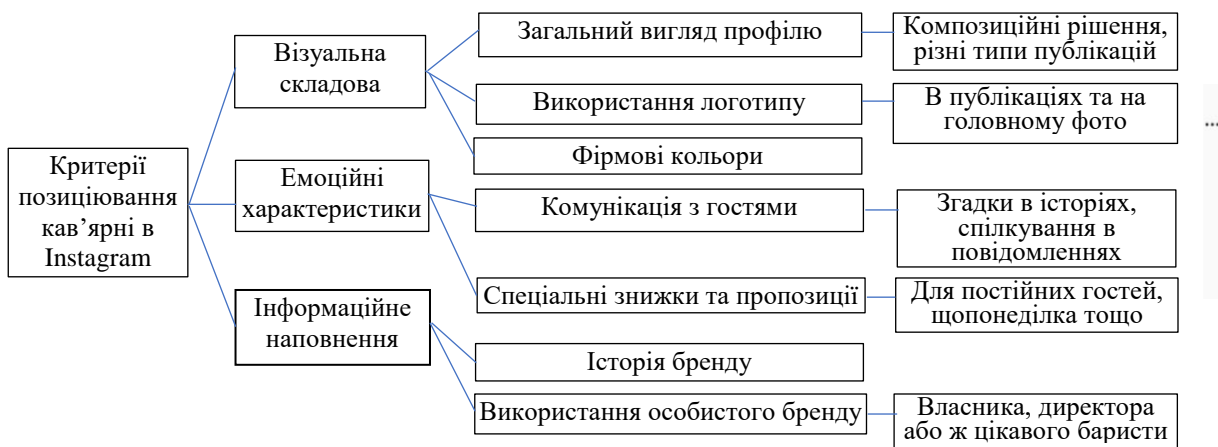 Критерії
позиціювання
кав’ярні в
Instagram
Візуальна
складова
Емоційні
характеристики
Інформаційне
наповнення
Загальний вигляд профілю
Використання логотипу
Фірмові кольори
Комунікація з гостями
Спеціальні знижки та пропозиції
Історія бренду
Використання особистого бренду
Композиційні рішення,
різні типи публікацій
В публікаціях та на
головному фото
Згадки в історіях,
спілкування в
повідомленнях
Для постійних гостей,
щопонеділка тощо
Власника, директора
або ж цікавого баристи